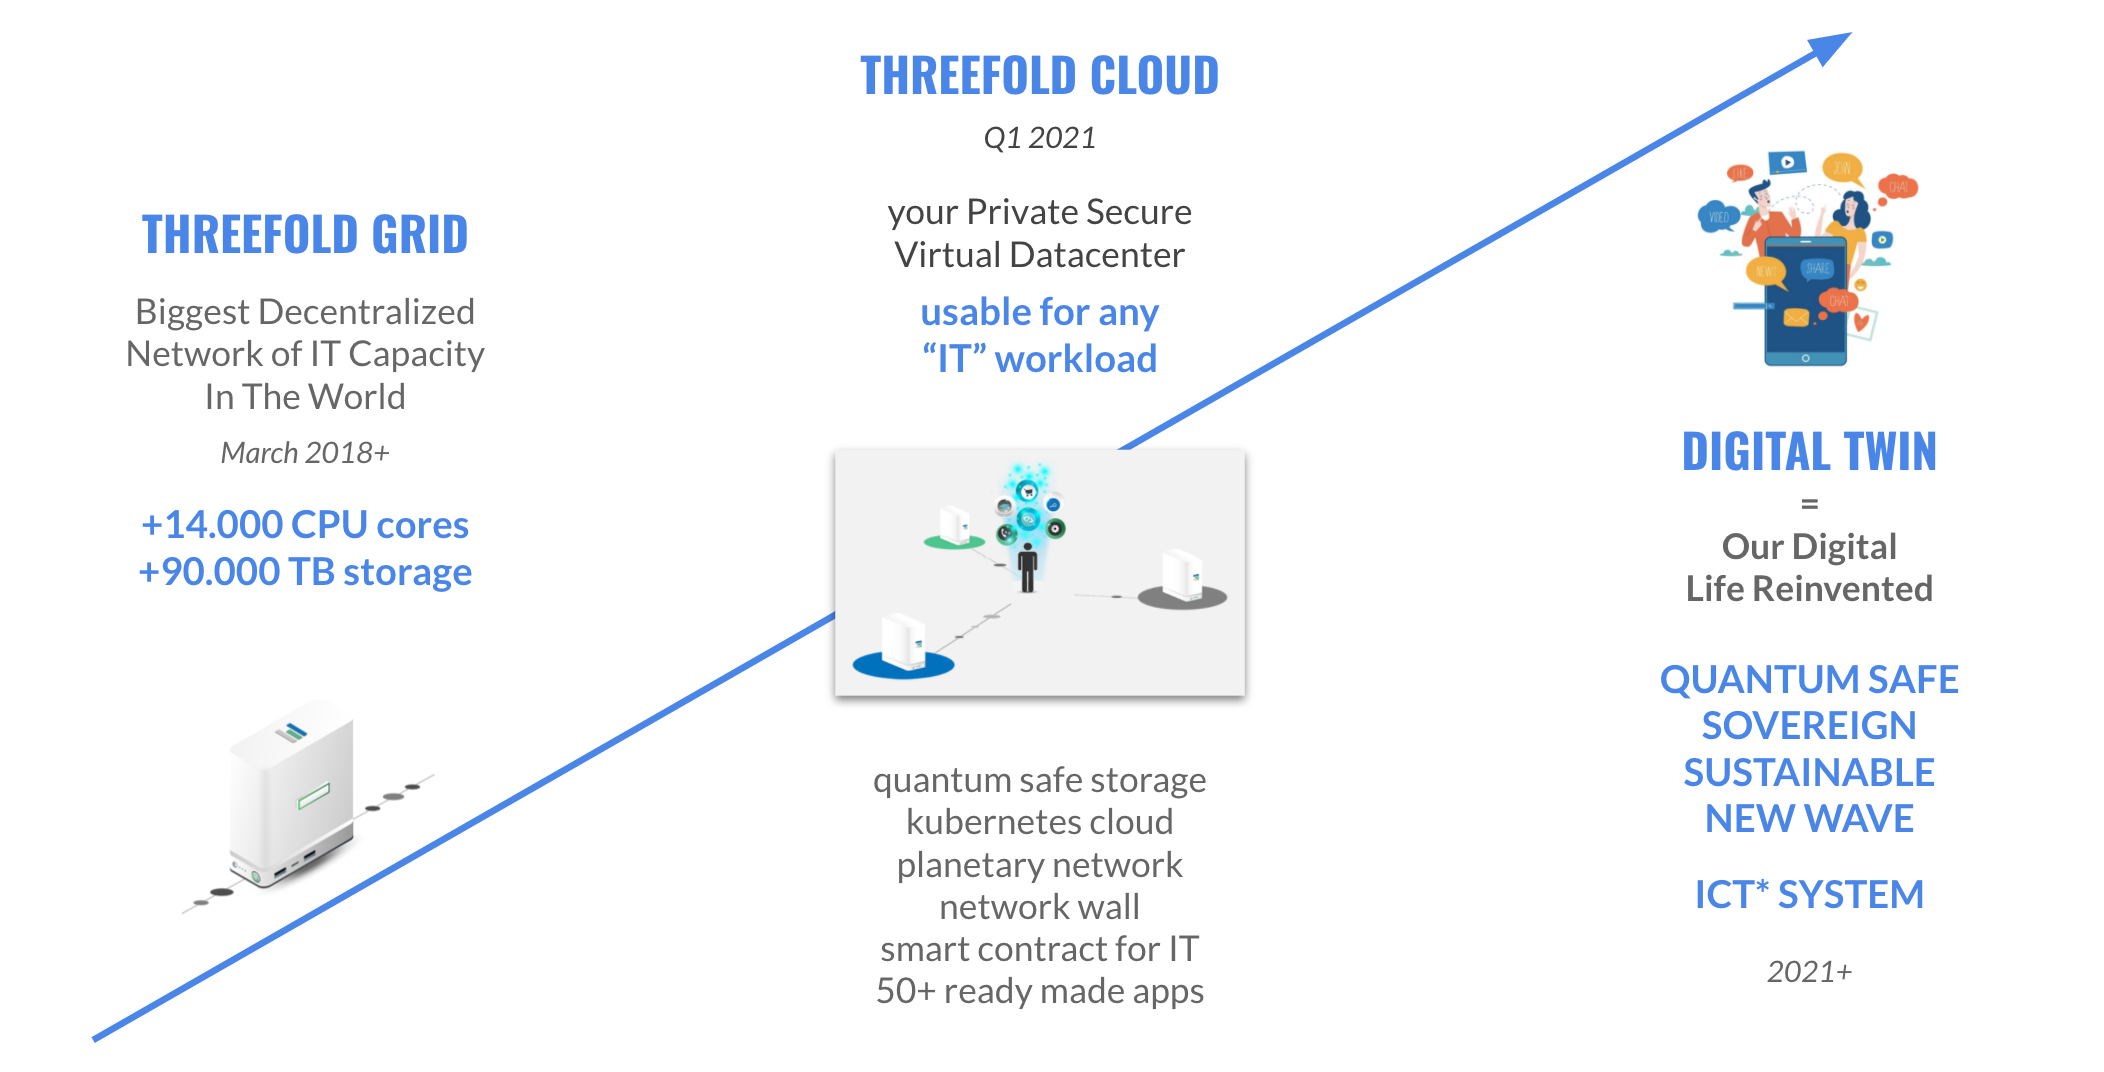 THREEFOLD GRID
Biggest Decentralized
Network of IT Capacity
In The World
March 2018+
+14.000 CPU cores
+90.000 TB storage
THREEFOLD CLOUD
Q1 2021
your Private Secure
Virtual Datacenter
usable for any
“IT” workload
quantum safe storage
kubernetes cloud
planetary network
network wall
smart contract for IT
50+ ready made apps
LIKE
JOIN
CHAT
VIDEO
NEWS
SHARE
CHAT
DIGITAL TWIN
=
Our Digital
Life Reinvented
QUANTUM SAFE
SOVEREIGN
SUSTAINABLE
NEW WAVE
ICT* SYSTEM
2021+